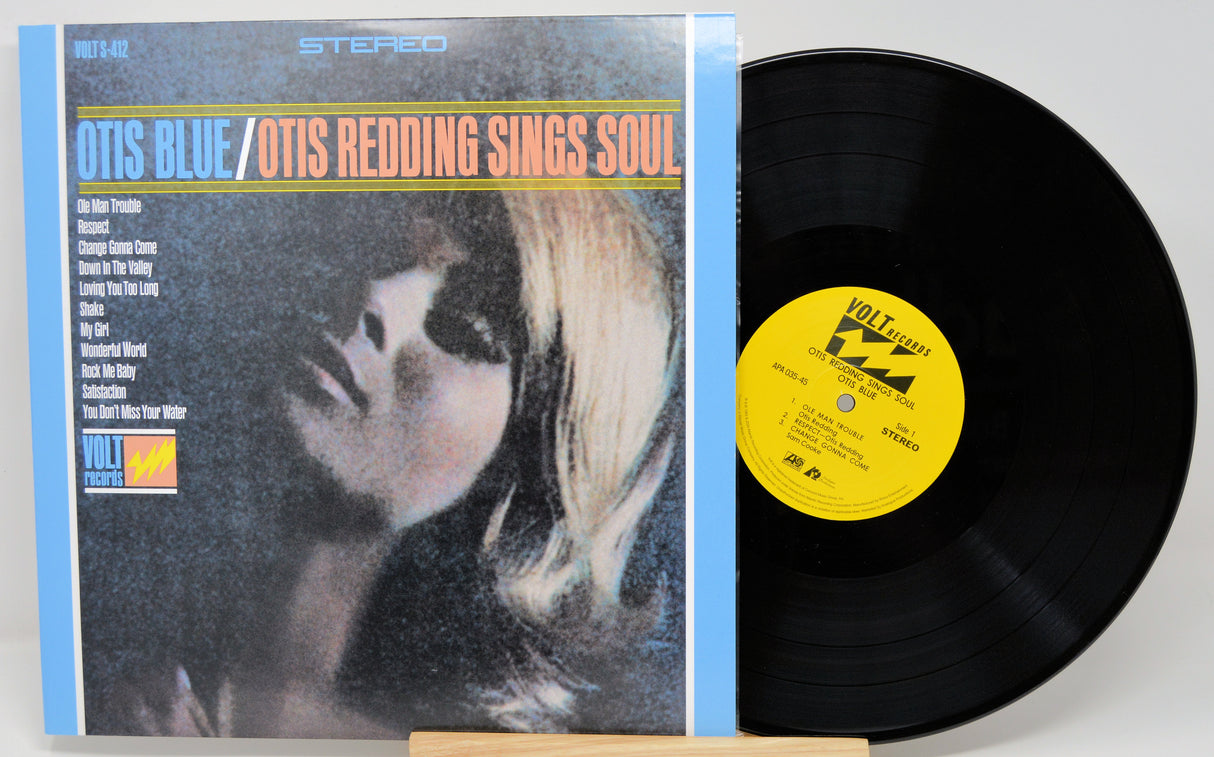 VOLT S-412
STEREO
OTIS BLUE/OTIS REDDING SINGS SOUL
Ole Man Trouble
Respect
Change Gonna Come
Down In The Valley
Loving You Too Long
Shake
My Girl
Wonderful World
Rock Me Baby
Satisfaction
You Don't Miss Your Water
VOLT
records
VOLT RECORDS
OTIS REDDING SINGS SOUL
OTIS BLUE
APA 035-45
Side 1
STEREO
1. OLE MAN TROUBLE
Otis Redding
2. RESPECT-Otis Redding
3. CHANGE GONNA COME
Sam Cooke